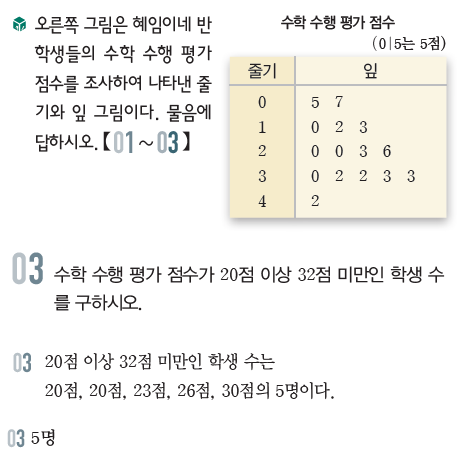 오른쪽 그림은 혜임이네 반
학생들의 수학 수행 평가
점수를 조사하여 나타낸 줄
기와 잎 그림이다. 물음에
답하시오.【01～03】
수학 수행 평가 점수
(0|5는 5점)
줄기 잎
0 5 7
1 0 2 3
2 0 0 3 6
3 0 2 2 3 3
4 2
03 수학 수행 평가 점수가 20점 이상 32점 미만인 학생 수
를 구하시오.
03 20점 이상 32점 미만인 학생 수는
20점, 20점, 23점, 26점, 30점의 5명이다.
03 5명